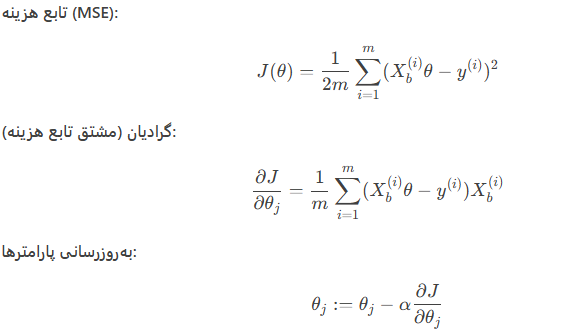 تابع هزینه (MSE):
J(θ) = \frac{1}{2m} \sum_{i=1}^{m} (X_b^{(i)}θ − y^{(i)})^2
گرادیان (مشتق تابع هزینه):
\frac{∂J}{∂θ_j} = \frac{1}{m} \sum_{i=1}^{m} (X_b^{(i)}θ − y^{(i)})X_b^{(i)}
به‌روزرسانی پارامترها:
θ_j := θ_j − α\frac{∂J}{∂θ_j}